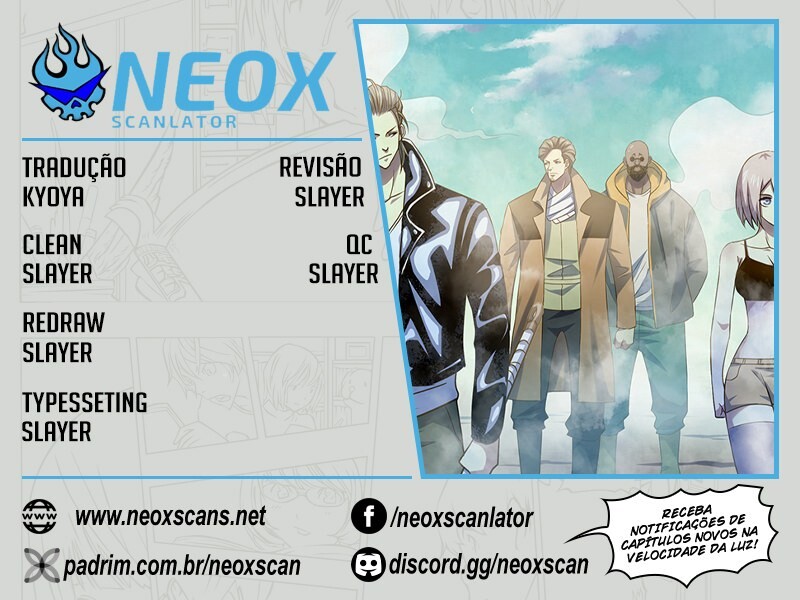 NEOX
SCANLATOR
TRADUÇÃO
KYOYA
REVISÃO
SLAYER
CLEAN
SLAYER
QC
SLAYER
REDRAW
SLAYER
TYPESSETING
SLAYER
www
www.neoxscans.net
f /neoxscanlator
padrim.com.br/neoxscan
discord.gg/neoxscan
RECEBA
NOTIFICAÇÕES DE
CAPÍTULOS NOVOS NA
VELOCIDADE DA LUZ!